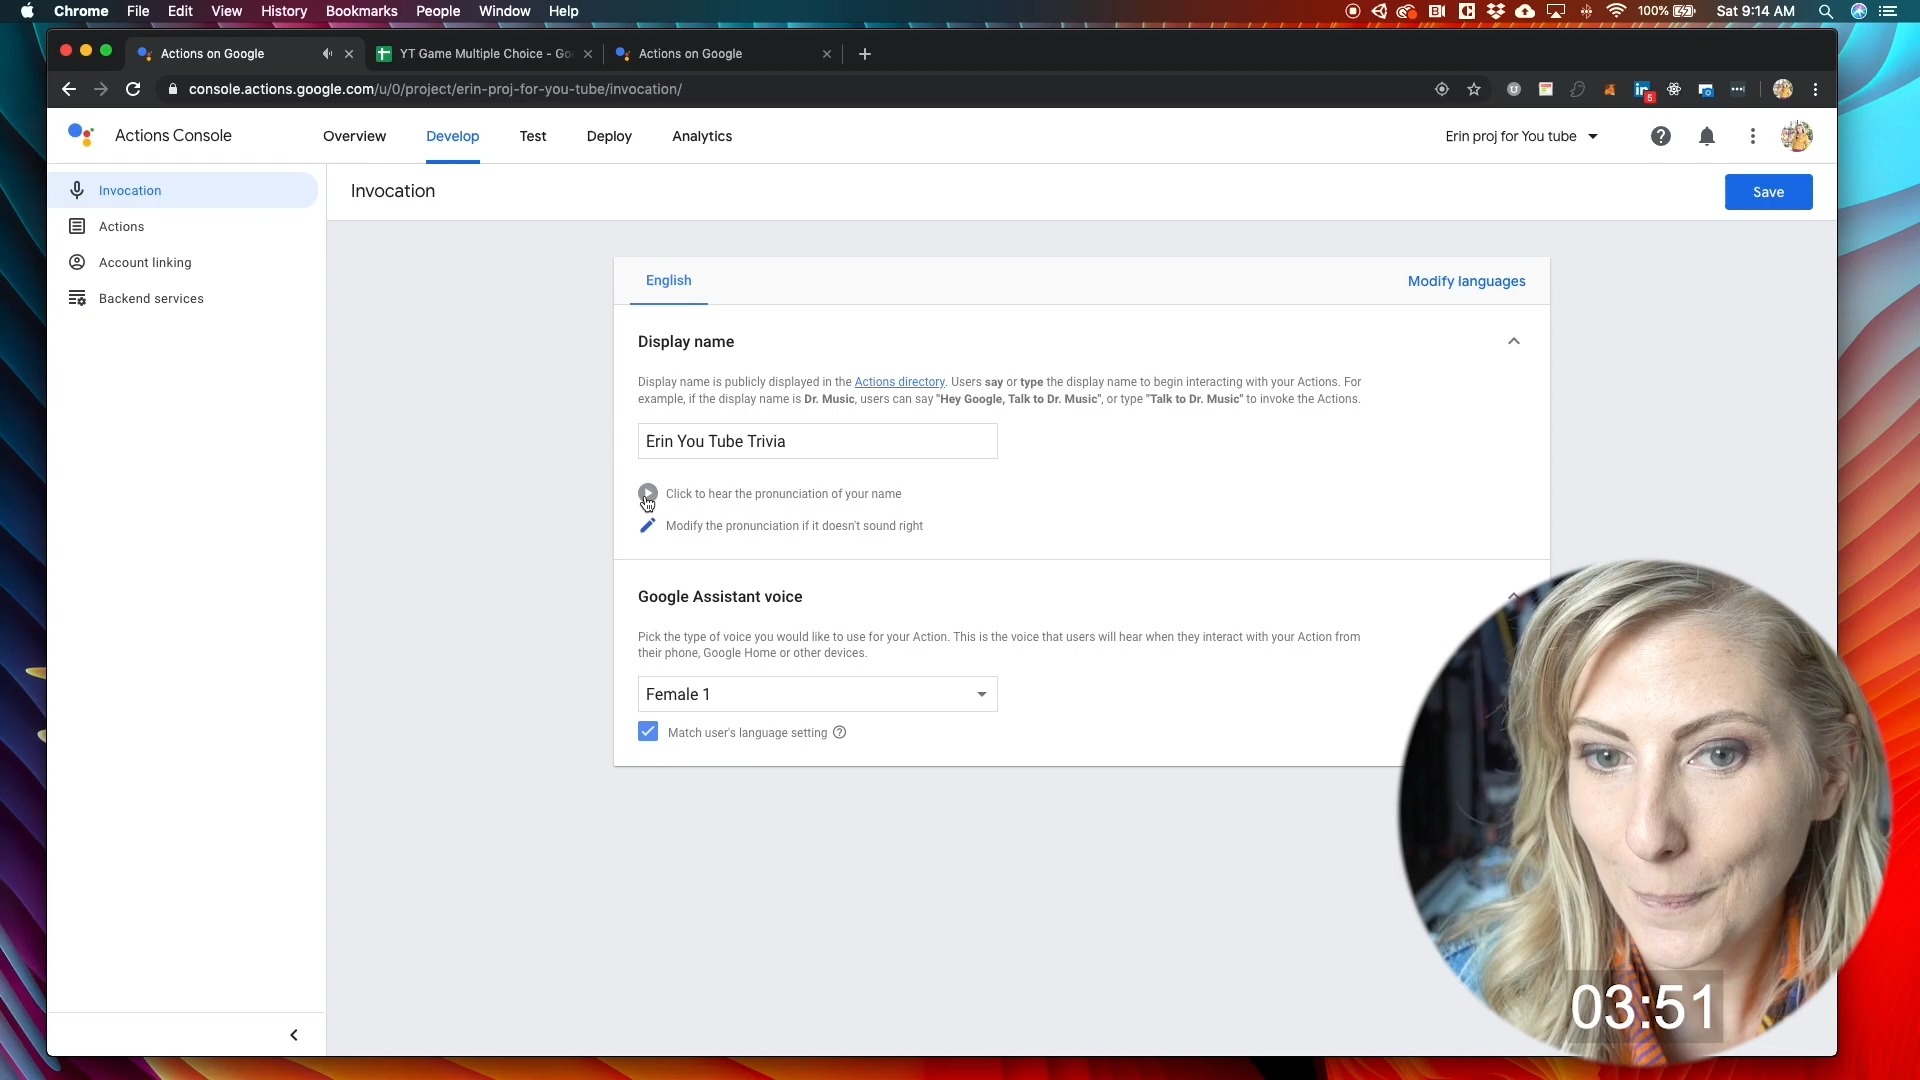 Chrome File Edit View History Bookmarks People Window Help 100% Sat 9:14 AM
Actions on Google
YT Game Multiple Choice - Go
Actions on Google
console.actions.google.com/u/0/project/erin-proj-for-you-tube/invocation/
5
Actions Console
Overview Develop Test Deploy Analytics
Erin proj for You tube
Invocation
Actions
Account linking
Backend services
Invocation
Save
English
Modify languages
Display name
Display name is publicly displayed in the Actions directory. Users say or type the display name to begin interacting with your Actions. For
example, if the display name is Dr. Music, users can say "Hey Google, Talk to Dr. Music", or type "Talk to Dr. Music" to invoke the Actions.
Erin You Tube Trivia
Click to hear the pronunciation of your name
Modify the pronunciation if it doesn't sound right
Google Assistant voice
Pick the type of voice you would like to use for your Action. This is the voice that users will hear when they interact with your Action from
their phone, Google Home or other devices.
Female 1
Match user's language setting
03:51